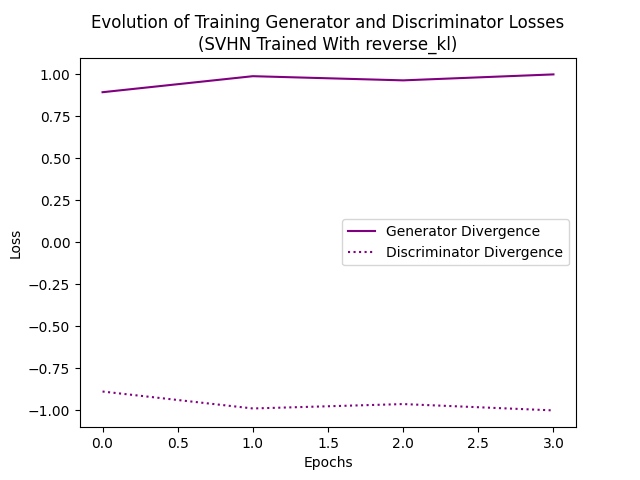 Evolution of Training Generator and Discriminator Losses
(SVHN Trained With reverse_kl)
1.00
0.75
0.50
0.25
0.00
−0.25
−0.50
−0.75
−1.00
Loss
Generator Divergence
Discriminator Divergence
0.0 0.5 1.0 1.5 2.0 2.5 3.0
Epochs